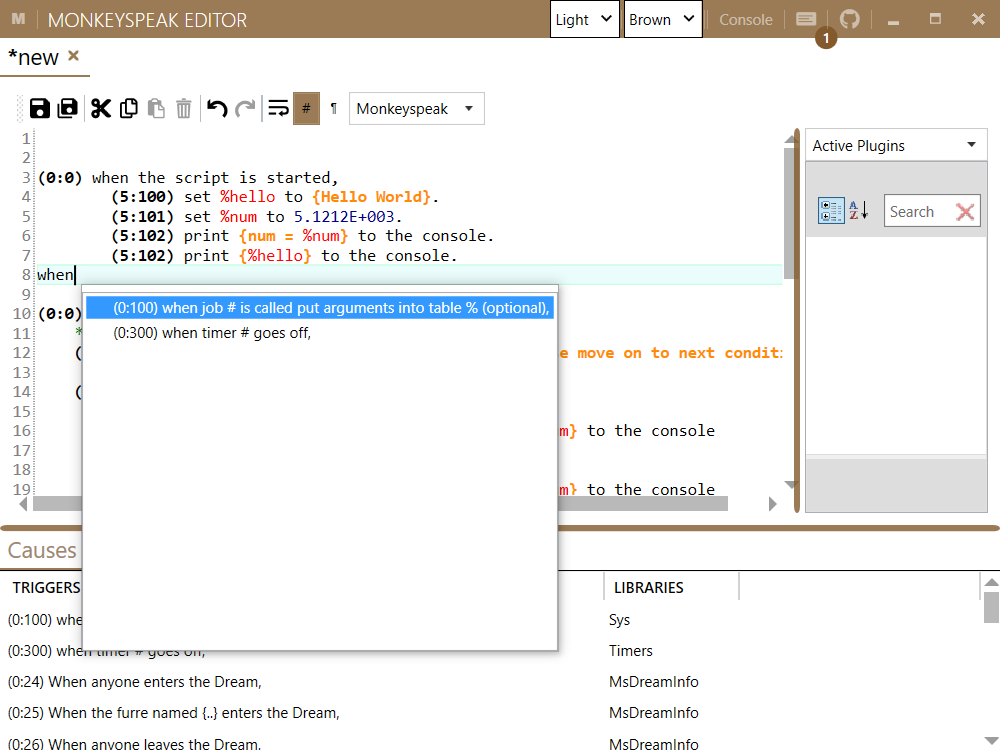 M MONKEYSPEAK EDITOR Light Brown Console
1
*new
# ¶ Monkeyspeak
Active Plugins
Search
1
2
3 (0:0) when the script is started,
4 (5:100) set %hello to {Hello World}.
5 (5:101) set %num to 5.1212E+003.
6 (5:102) print {num = %num} to the console.
7 (5:102) print {%hello} to the console.
8 when
(0:100) when job # is called put arguments into table % (optional),
(0:300) when timer # goes off,
9
10 (0:0)
11 *
12 ( e move on to next condit
13
14 (
15
16 m} to the console
17
18
19 m} to the console
Causes
TRIGGERS LIBRARIES
(0:100) whe Sys
(0:300) when timer # goes off, Timers
(0:24) When anyone enters the Dream, MsDreamInfo
(0:25) When the furre named {..} enters the Dream, MsDreamInfo
(0:26) When anyone leaves the Dream. MsDreamInfo